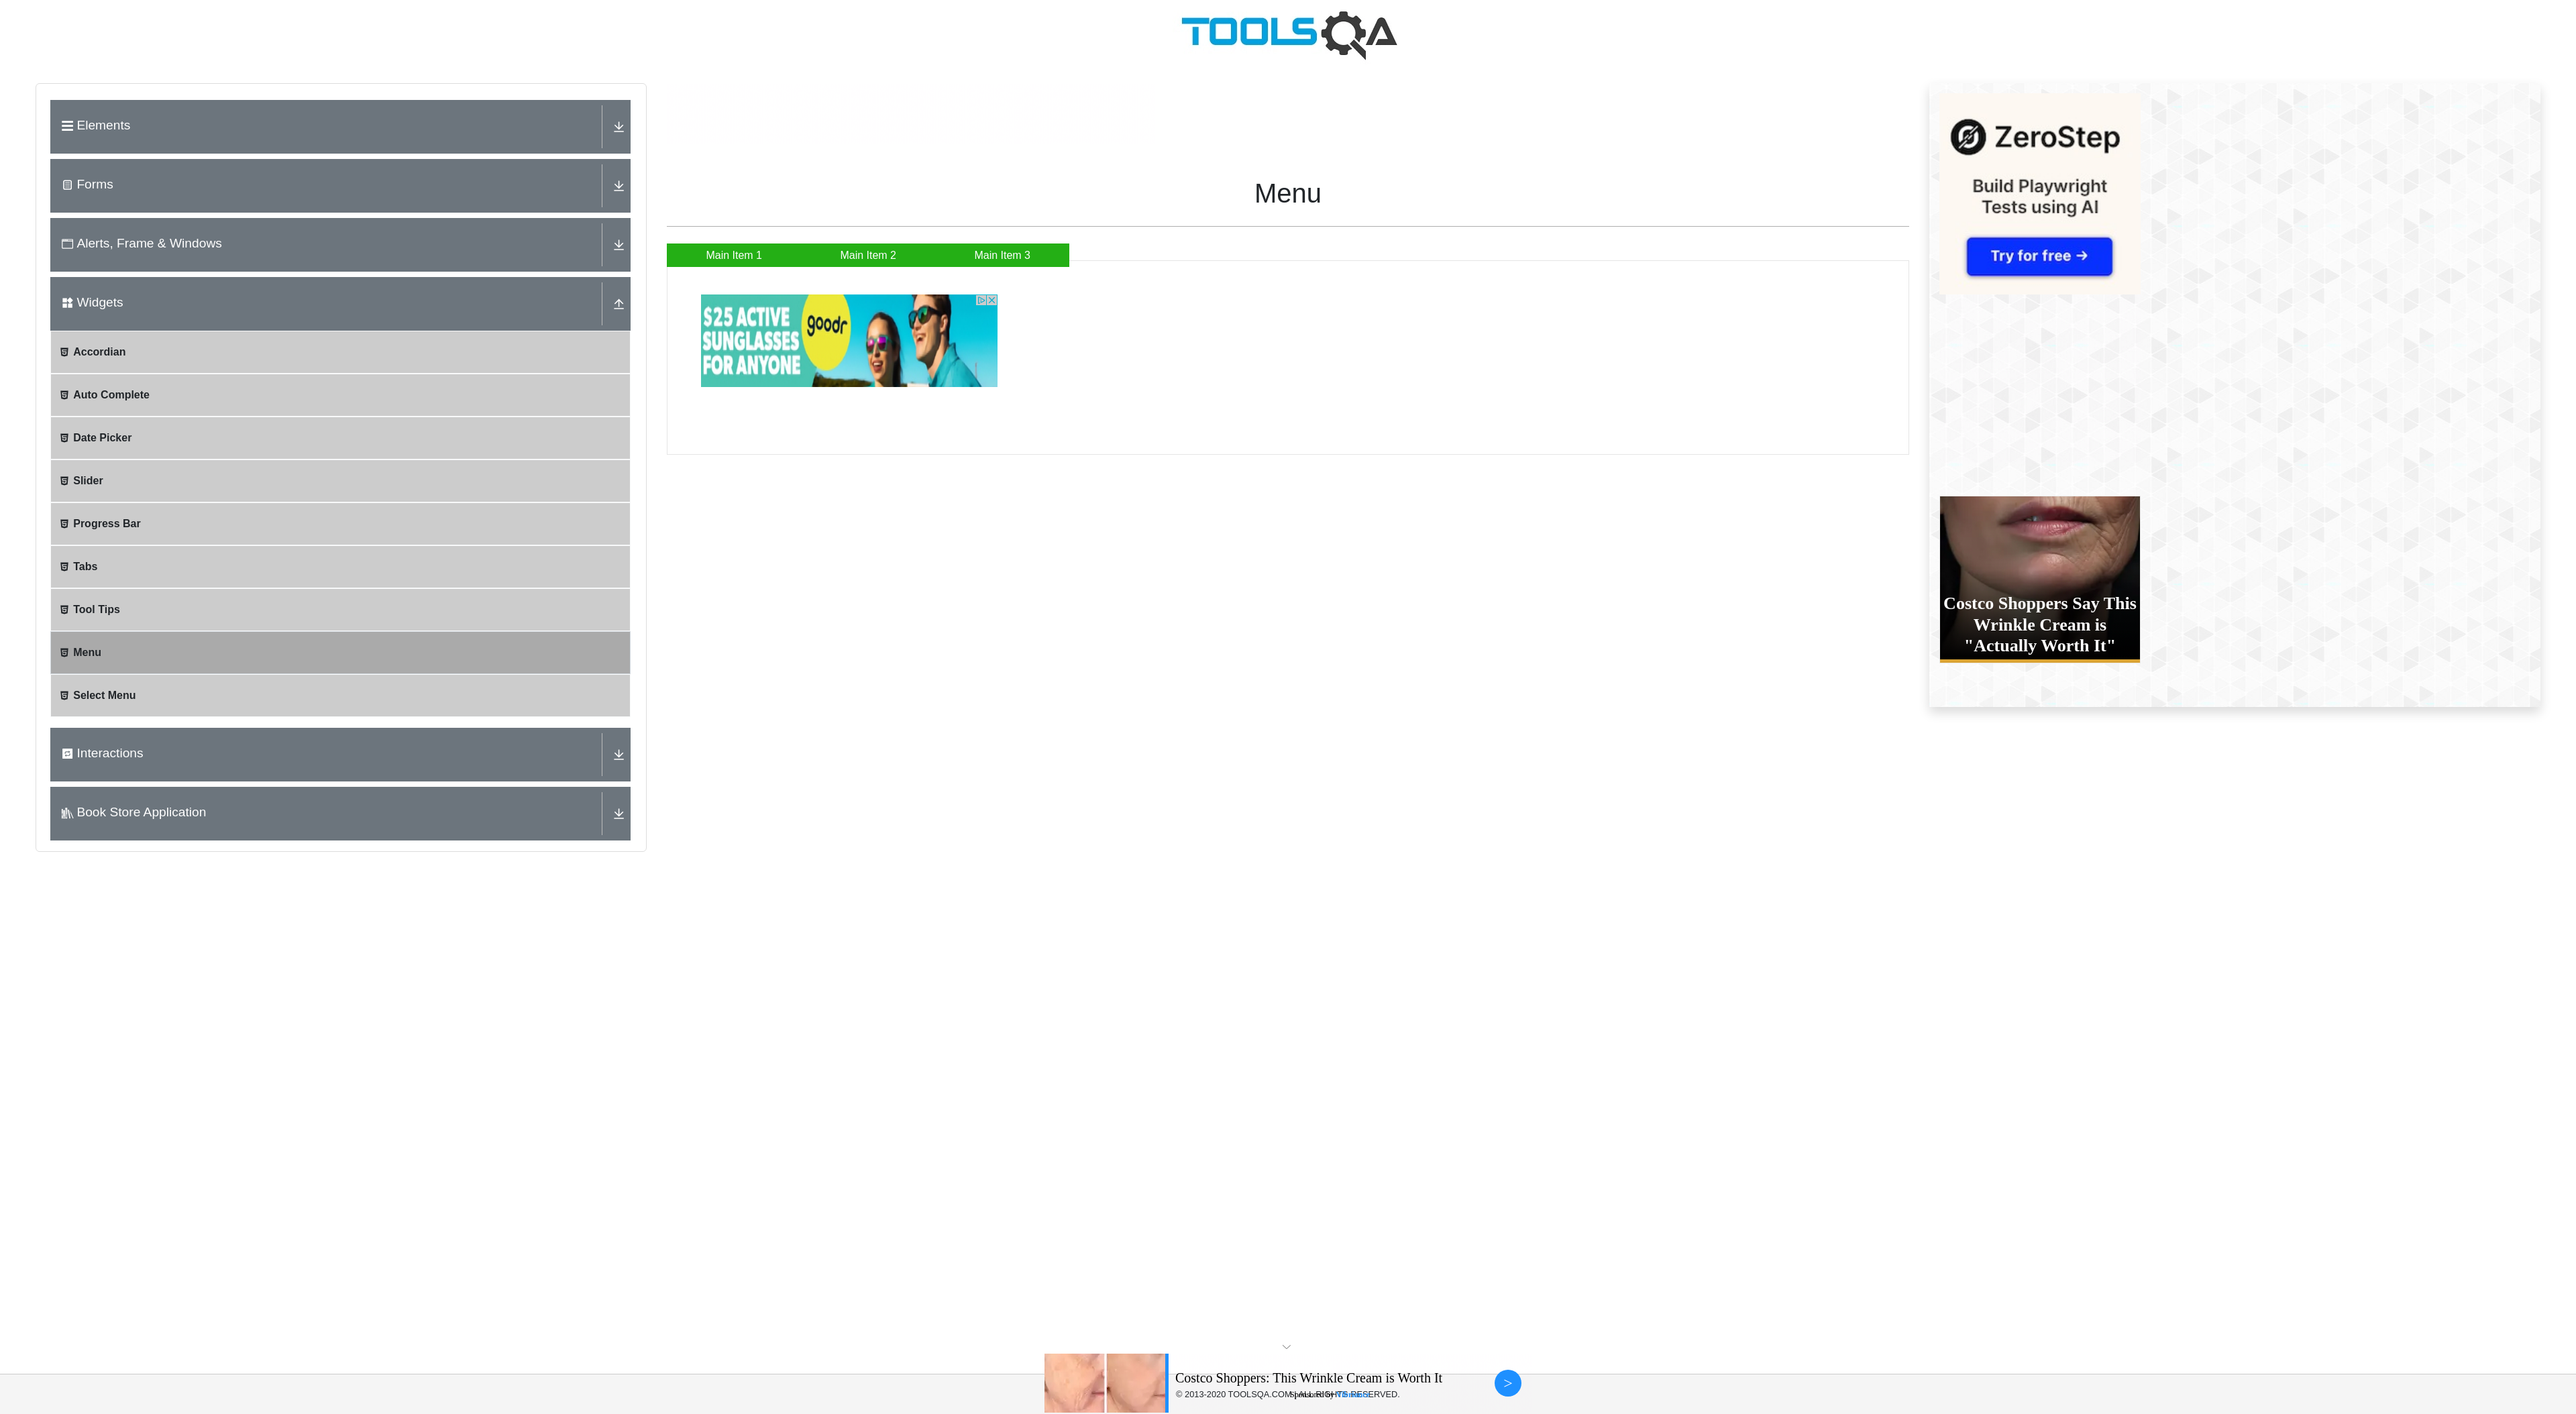 TOOLSQA
Elements
Forms
Alerts, Frame & Windows
Widgets
Accordian
Auto Complete
Date Picker
Slider
Progress Bar
Tabs
Tool Tips
Menu
Select Menu
Interactions
Book Store Application
Menu
Main Item 1
Main Item 2
Main Item 3
$25 ACTIVE
SUNGLASSES
FOR ANYONE
goodr
ZeroStep
Build Playwright
Tests using AI
Try for free →
Costco Shoppers Say This
Wrinkle Cream is
"Actually Worth It"
Costco Shoppers: This Wrinkle Cream is Worth It
© 2013-2020 TOOLSQA.COM | ALL RIGHTS RESERVED.
>